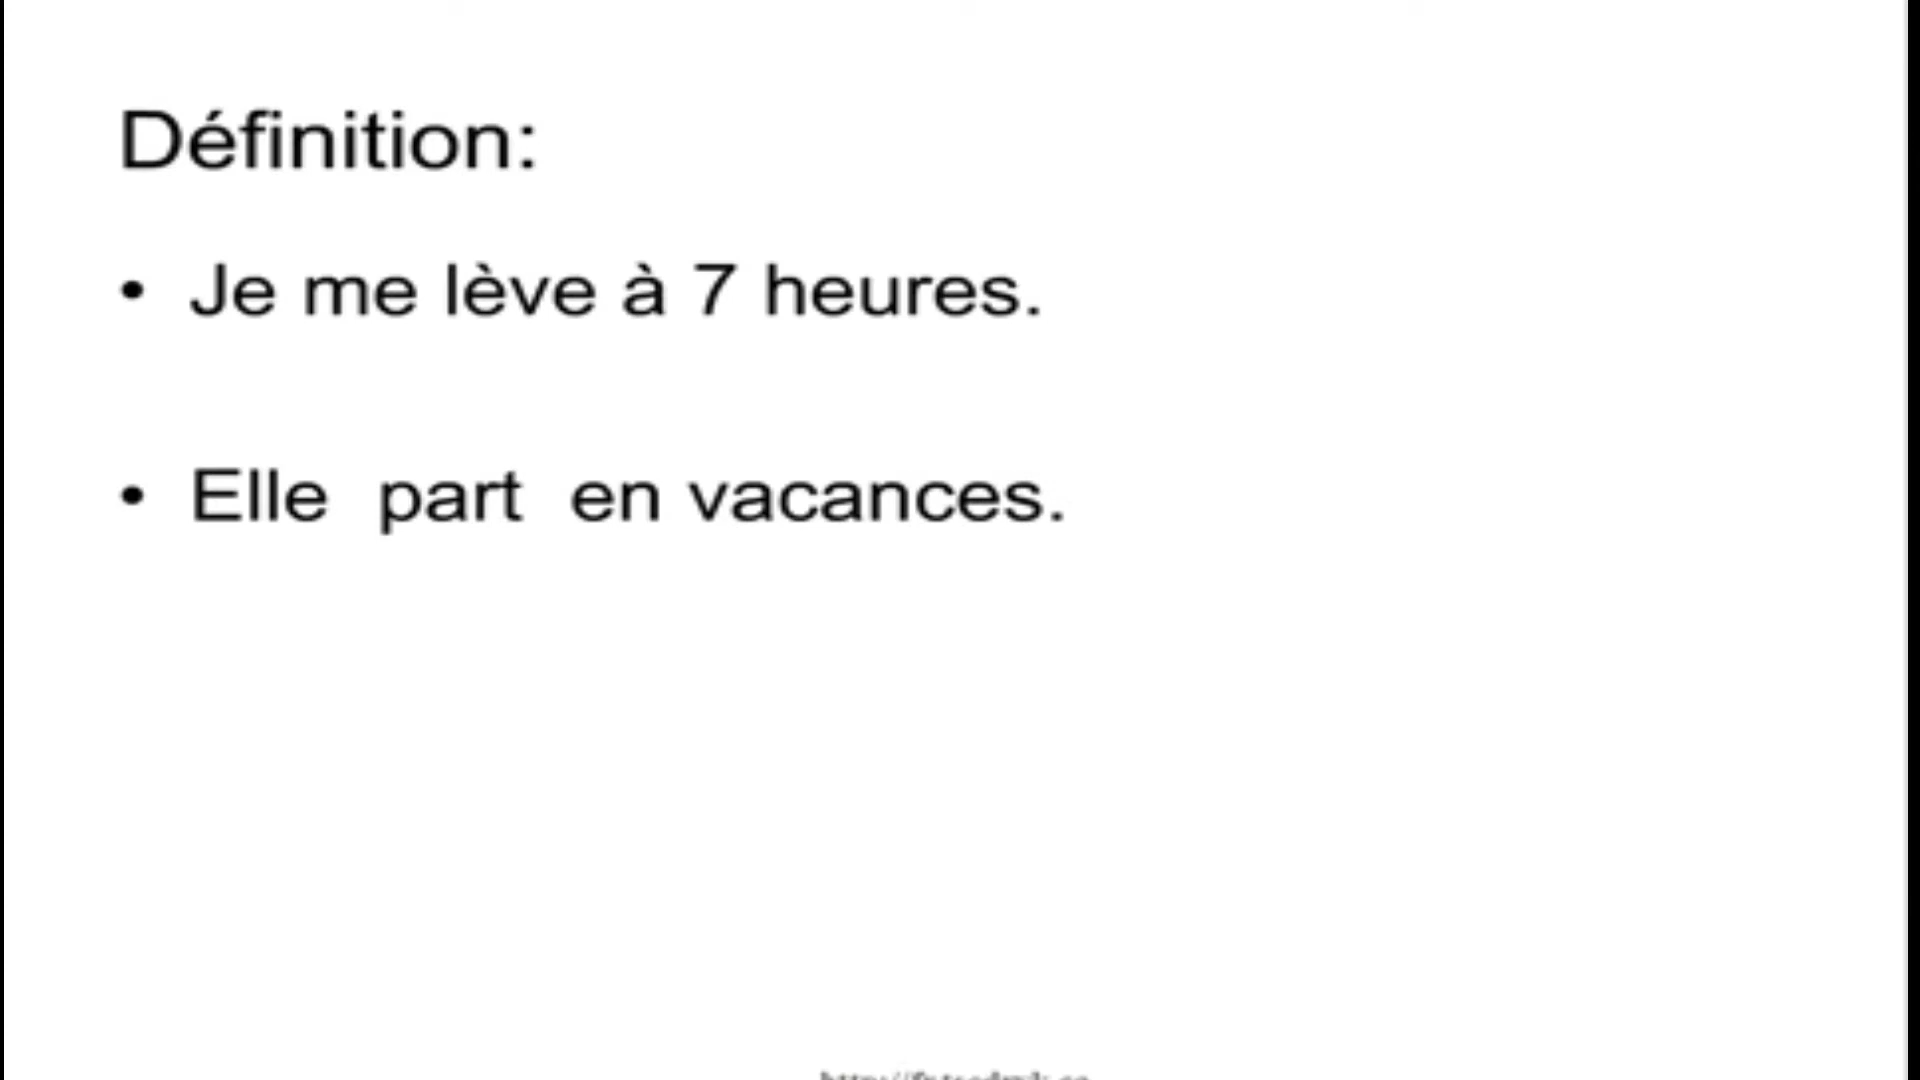 Définition:
• Je me lève à 7 heures.
• Elle part en vacances.